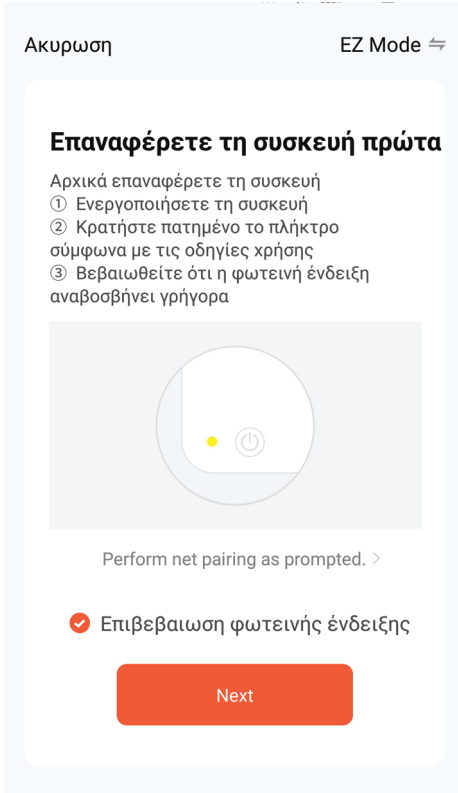 Ακυρωση
EZ Mode
Επαναφέρετε τη συσκευή πρώτα
Αρχικά επαναφέρετε τη συσκευή
① Ενεργοποιήσετε τη συσκευή
② Κρατήστε πατημένο το πλήκτρο
σύμφωνα με τις οδηγίες χρήσης
③ Βεβαιωθείτε ότι η φωτεινή ένδειξη
αναβοσβήνει γρήγορα
Perform net pairing as prompted.
Επιβεβαιωση φωτεινής ένδειξης
Next